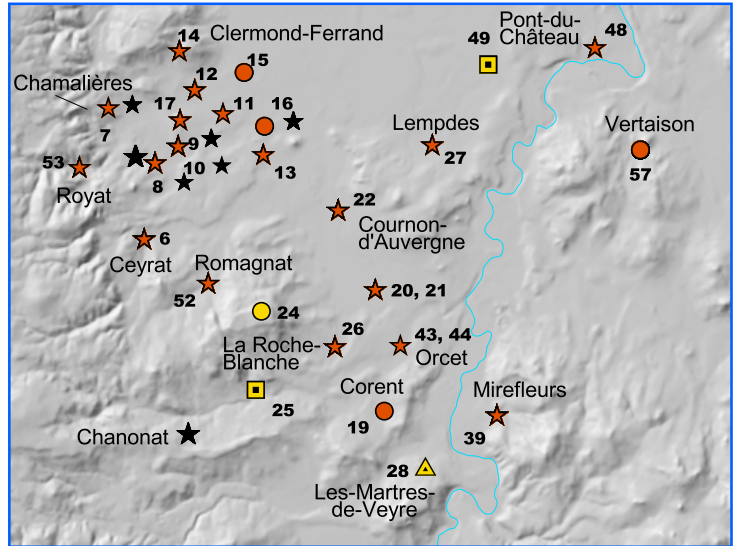 Pont-du-
Château
48
49
14
Clermond-Ferrand
15
Chamalières
12
7
17
11
16
Lempdes
27
Vertaison
57
9
53
8
10
13
Royat
22
Cournon-
d'Auvergne
6
Ceyrat
Romagnat
52
20, 21
24
26
43, 44
Orcet
La Roche-
Blanche
25
Corent
19
Mirefleurs
39
Chanonat
28
Les-Martres-
de-Veyre